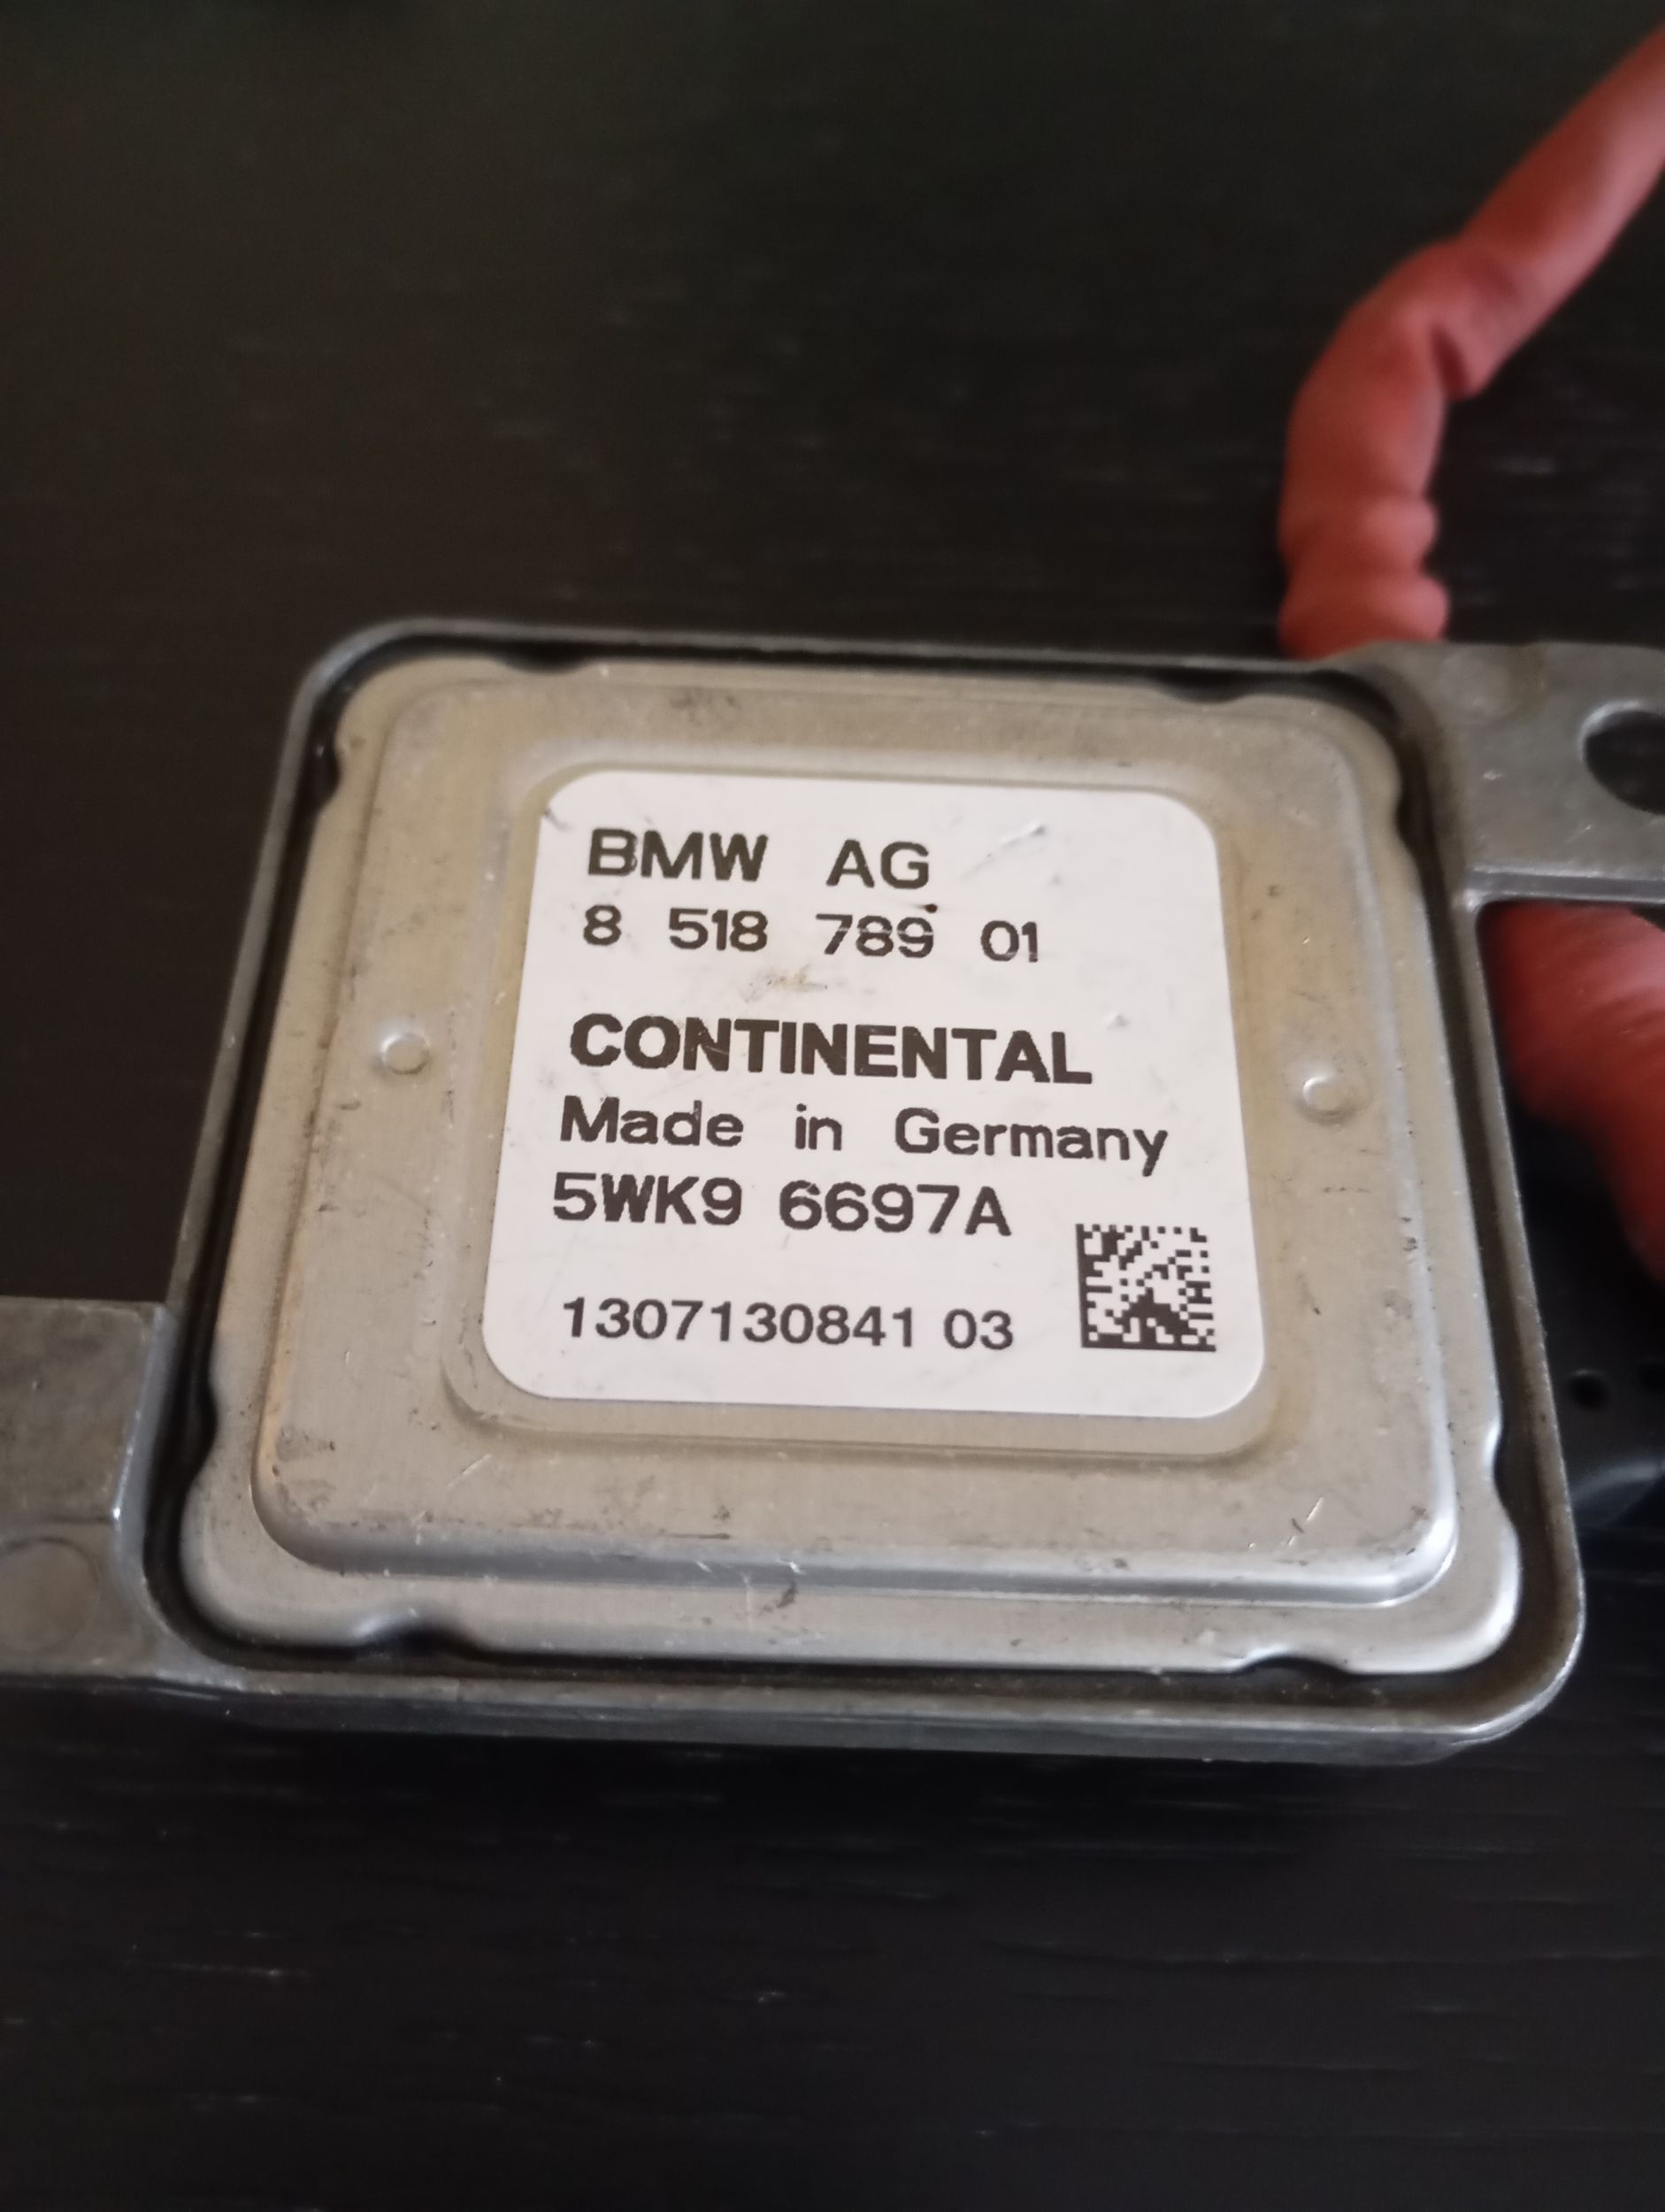 BMW AG
8 518 789 01
CONTINENTAL
Made in Germany
5WK9 6697A
1307130841 03